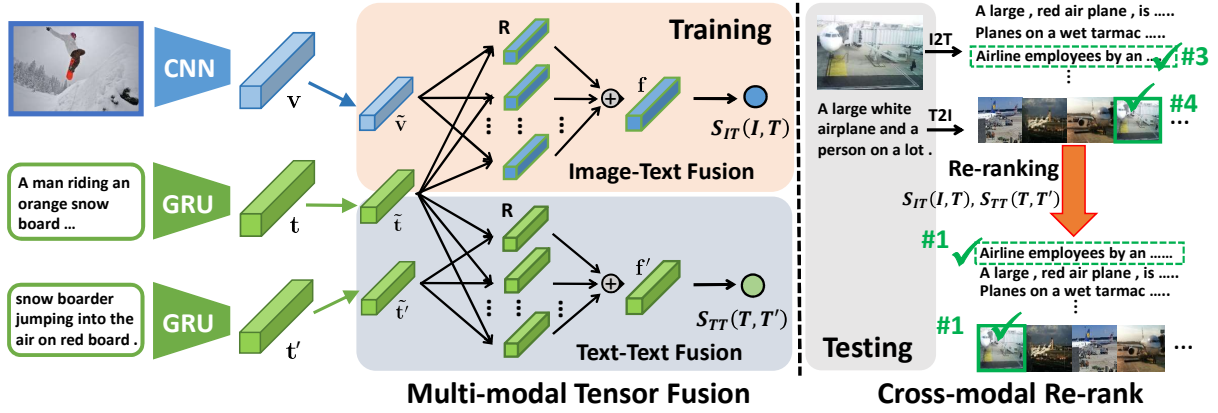 CNN
v
ṽ
R
f
Training
S_IT(I, T)
Image-Text Fusion
A man riding an
orange snow
board ...
GRU
t
t̃
R
f′
S_TT(T, T′)
Text-Text Fusion
snow boarder
jumping into the
air on red board .
GRU
t′
t̃′
Multi-modal Tensor Fusion
I2T
A large , red air plane , is .....
Planes on a wet tarmac .....
Airline employees by an .....
#3
⋮
A large white
airplane and a
person on a lot .
T2I
#4
...
Re-ranking
S_IT(I, T), S_TT(T, T′)
#1
Airline employees by an ......
A large , red air plane , is .....
Planes on a wet tarmac .....
⋮
#1
...
Testing
Cross-modal Re-rank